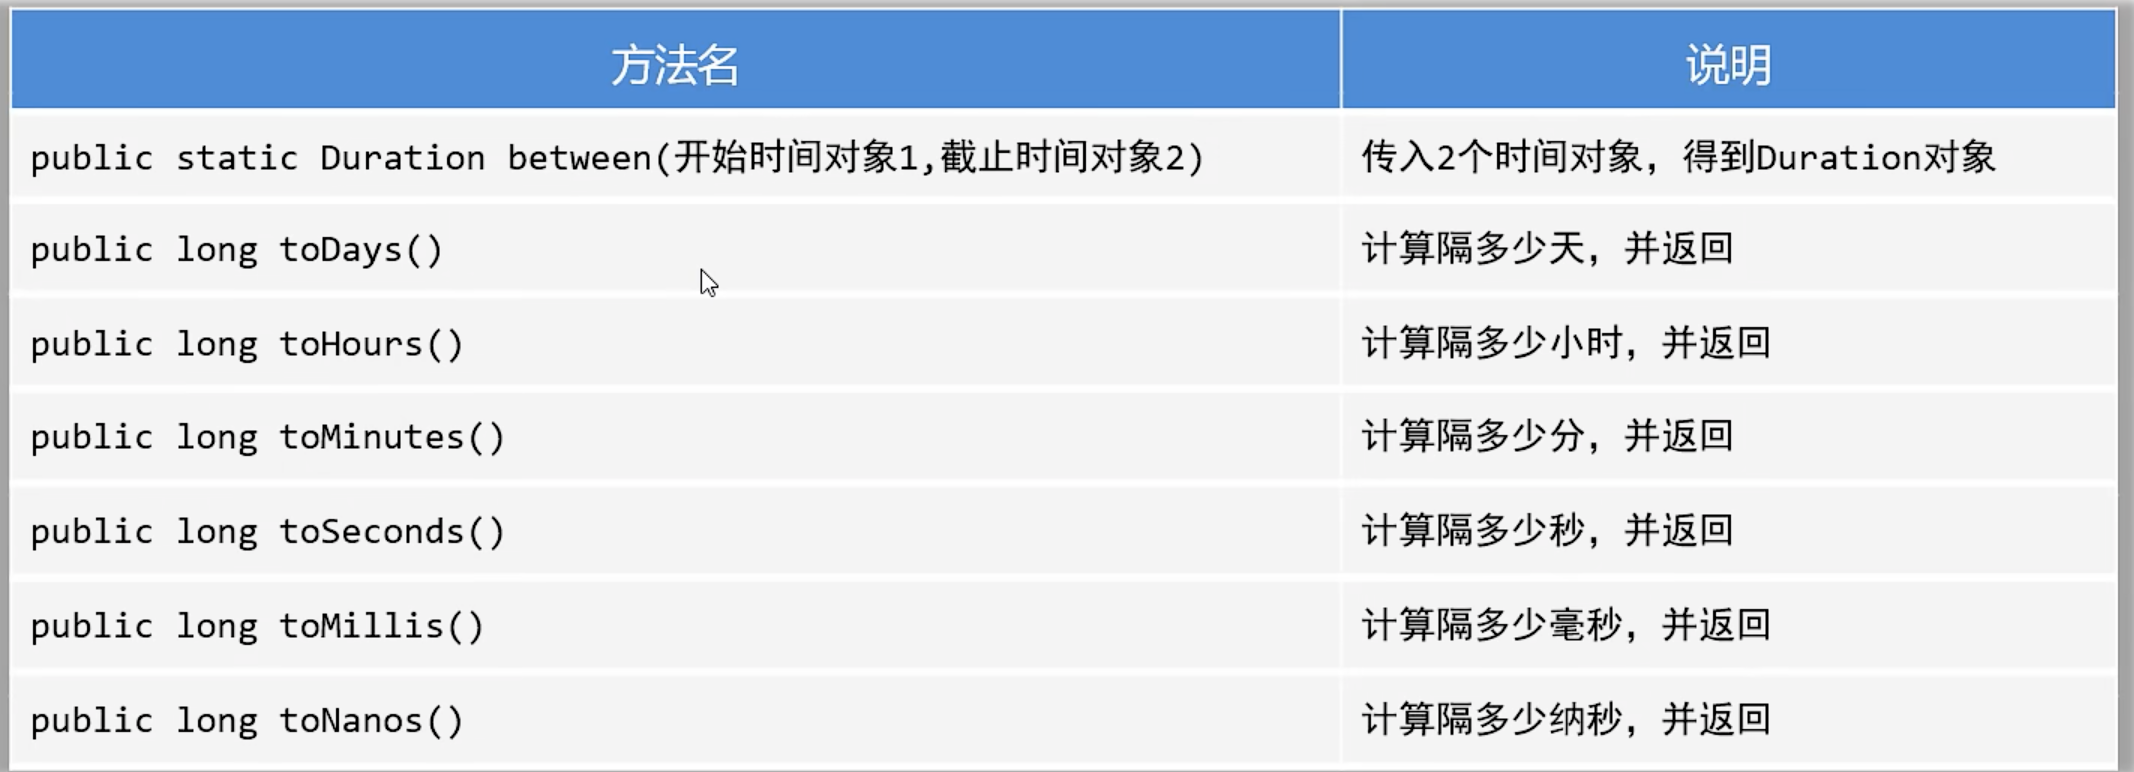 方法名 说明
public static Duration between(开始时间对象1,截止时间对象2) 传入2个时间对象，得到Duration对象
public long toDays() 计算隔多少天，并返回
public long toHours() 计算隔多少小时，并返回
public long toMinutes() 计算隔多少分，并返回
public long toSeconds() 计算隔多少秒，并返回
public long toMillis() 计算隔多少毫秒，并返回
public long toNanos() 计算隔多少纳秒，并返回